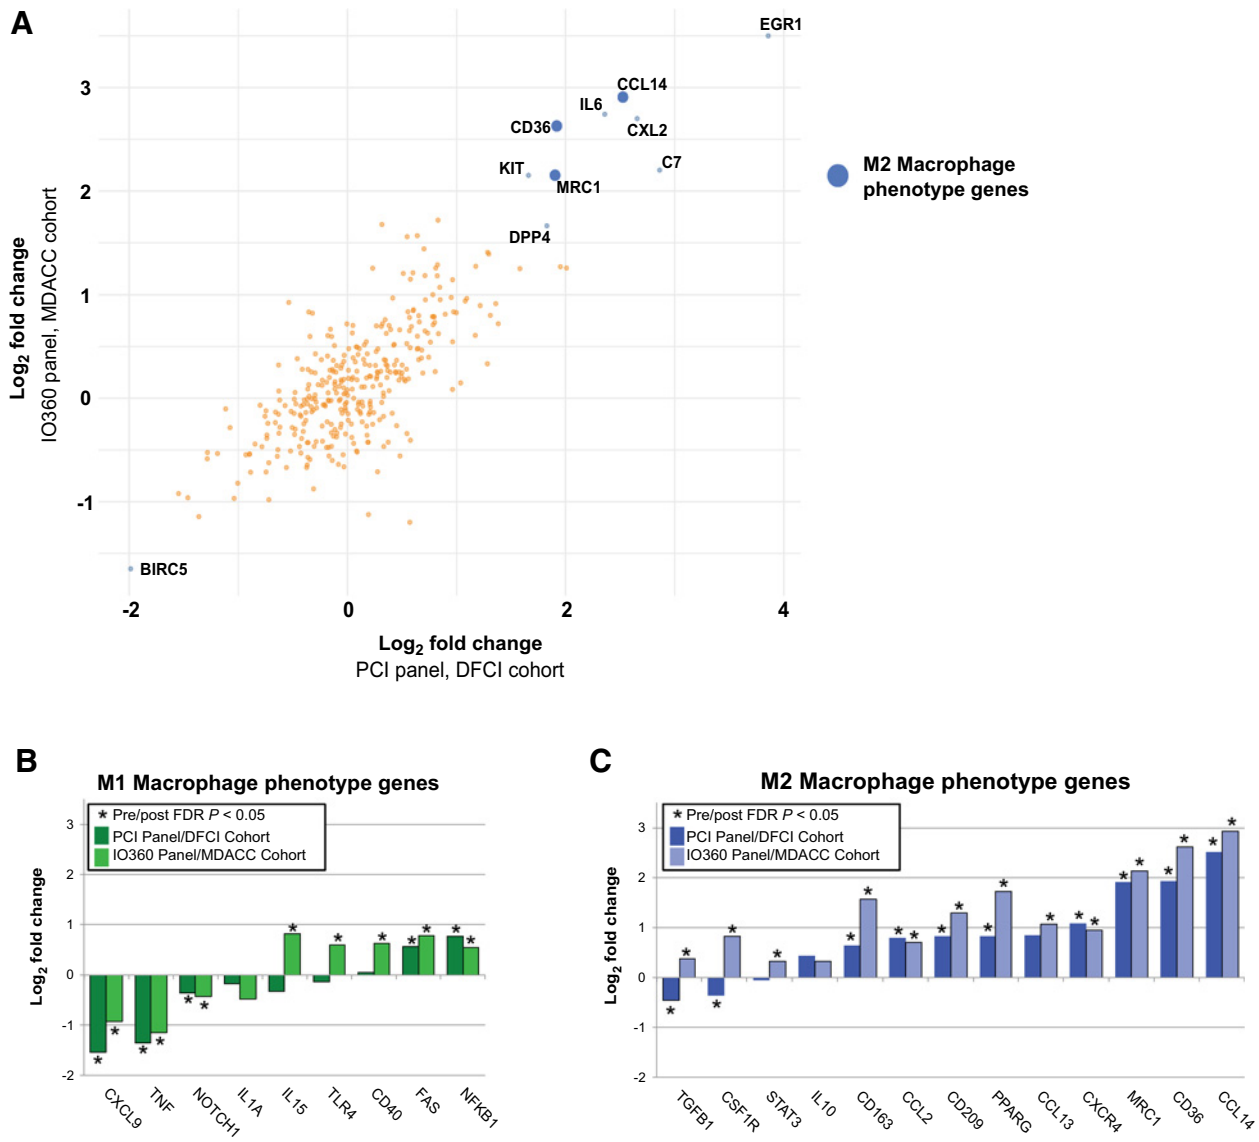 A
EGR1
CCL14
IL6
CXL2
CD36
C7
KIT
MRC1
DPP4
BIRC5
M2 Macrophage
phenotype genes
3
2
1
0
-1
Log2 fold change
IO360 panel, MDACC cohort
-2
0
2
4
Log2 fold change
PCI panel, DFCI cohort
B
M1 Macrophage phenotype genes
* Pre/post FDR P < 0.05
PCI Panel/DFCI Cohort
IO360 Panel/MDACC Cohort
3
2
1
0
-1
-2
Log2 fold change
* * * * * * * * * * * * *
CXCL9
TNF
NOTCH1
IL1A
IL15
TLR4
CD40
FAS
NFKB1
C
M2 Macrophage phenotype genes
* Pre/post FDR P < 0.05
PCI Panel/DFCI Cohort
IO360 Panel/MDACC Cohort
3
2
1
0
-1
-2
Log2 fold change
* * * * * * * * * * * * * * * * * * * * *
TGFB1
CSF1R
STAT3
IL10
CD163
CCL2
CD209
PPARG
CCL13
CXCR4
MRC1
CD36
CCL14